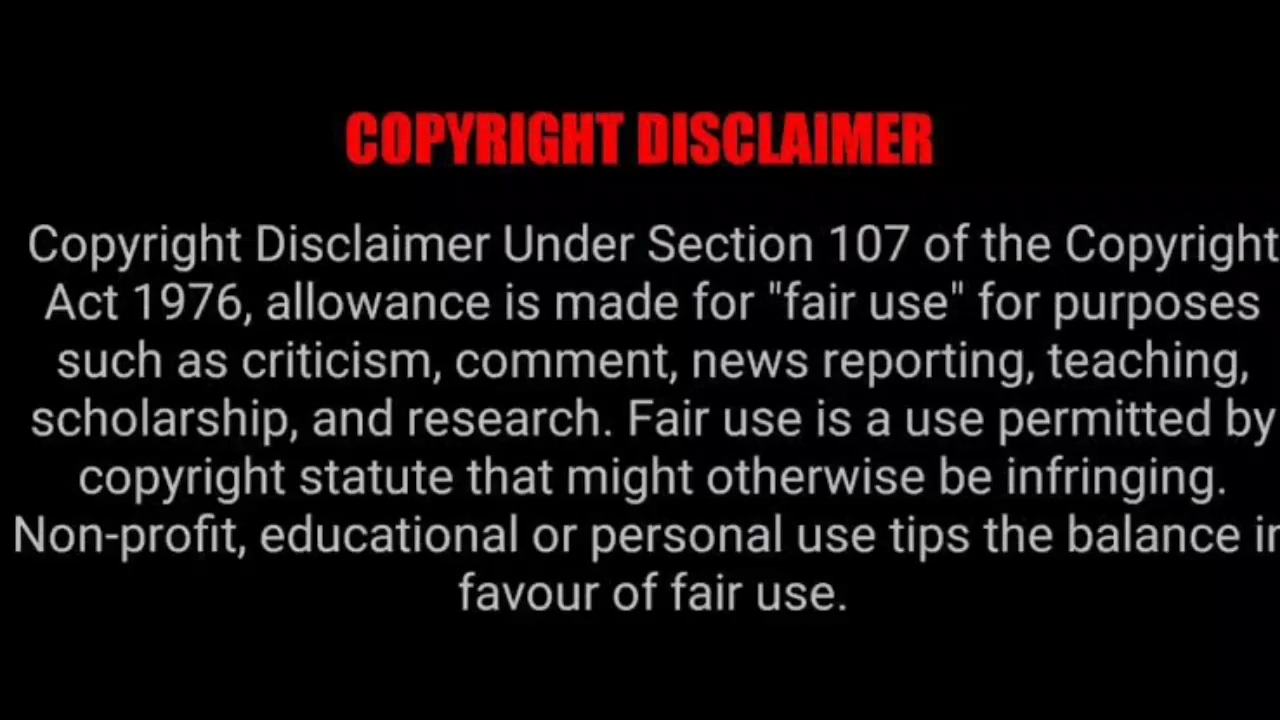 COPYRIGHT DISCLAIMER
Copyright Disclaimer Under Section 107 of the Copyright
Act 1976, allowance is made for "fair use" for purposes
such as criticism, comment, news reporting, teaching,
scholarship, and research. Fair use is a use permitted by
copyright statute that might otherwise be infringing.
Non-profit, educational or personal use tips the balance in
favour of fair use.